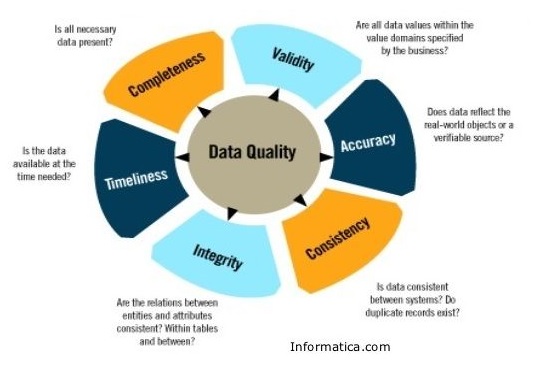 Is all necessary
data present?
Completeness
Validity
Are all data values within the
value domains specified
by the business?
Is the data
available at the
time needed?
Timeliness
Data Quality
Accuracy
Does data reflect the
real-world objects or a
verifiable source?
Integrity
Consistency
Are the relations between
entities and attributes
consistent? Within tables
and between?
Is data consistent
between systems? Do
duplicate records exist?
Informatica.com